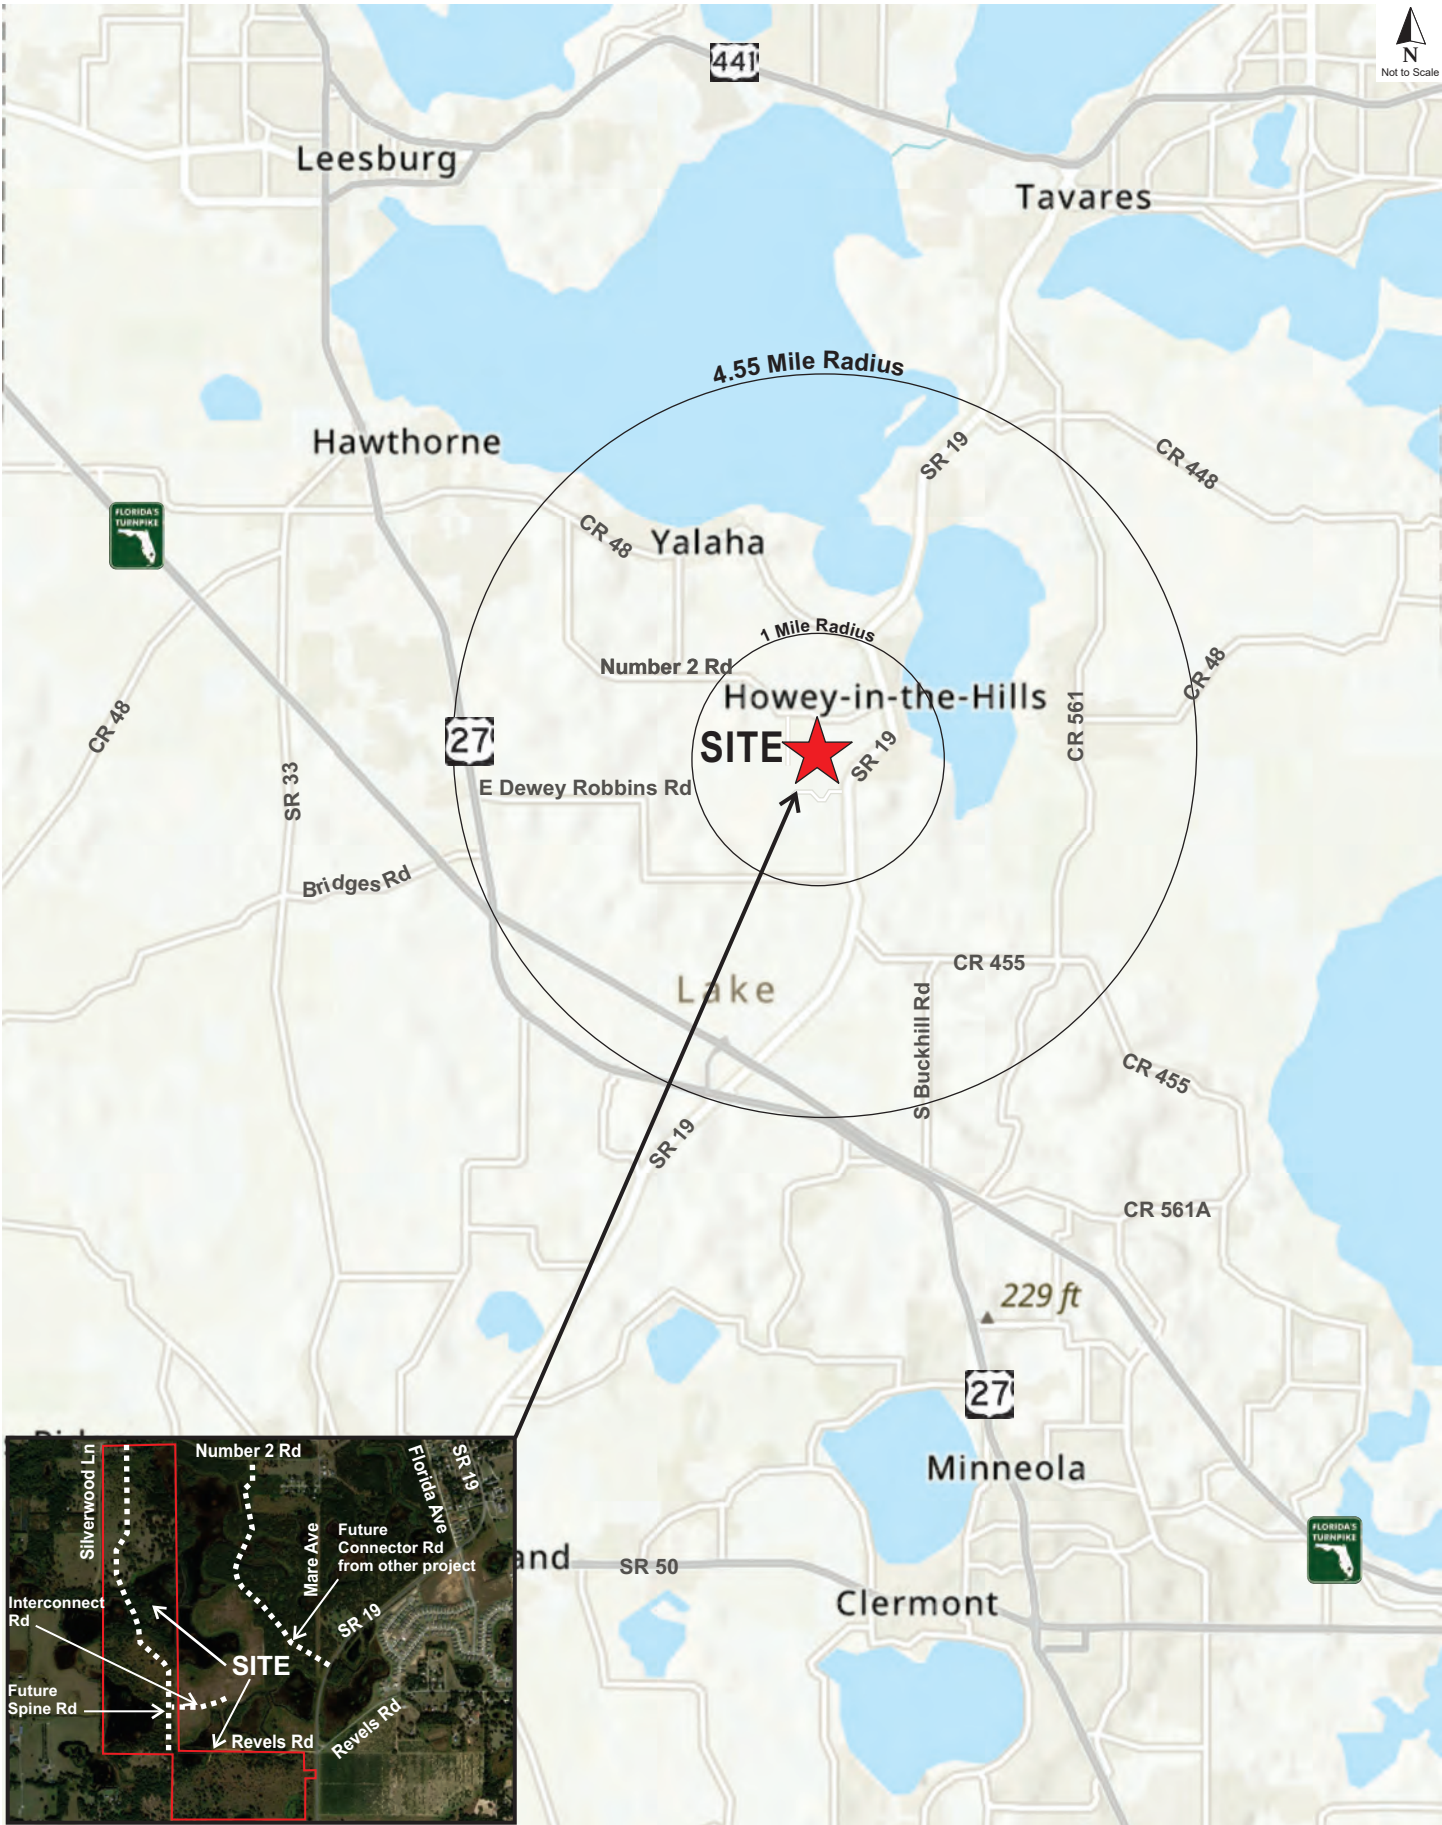 441
N
Not to Scale
Leesburg
Tavares
4.55 Mile Radius
Hawthorne
SR 19
CR 448
FLORIDA'S
TURNPIKE
CR 48
Yalaha
1 Mile Radius
Number 2 Rd
CR 48
Howey-in-the-Hills
CR 48
CR 561
27
SITE
SR 19
SR 33
E Dewey Robbins Rd
Bridges Rd
CR 455
Lake
S Buckhill Rd
CR 455
SR 19
CR 561A
229 ft
27
Minneola
FLORIDA'S
TURNPIKE
and
SR 50
Clermont
Silverwood Ln
Number 2 Rd
Florida Ave
SR 19
Mare Ave
Future
Connector Rd
from other project
Interconnect
Rd
SR 19
SITE
Future
Spine Rd
Revels Rd
Revels Rd